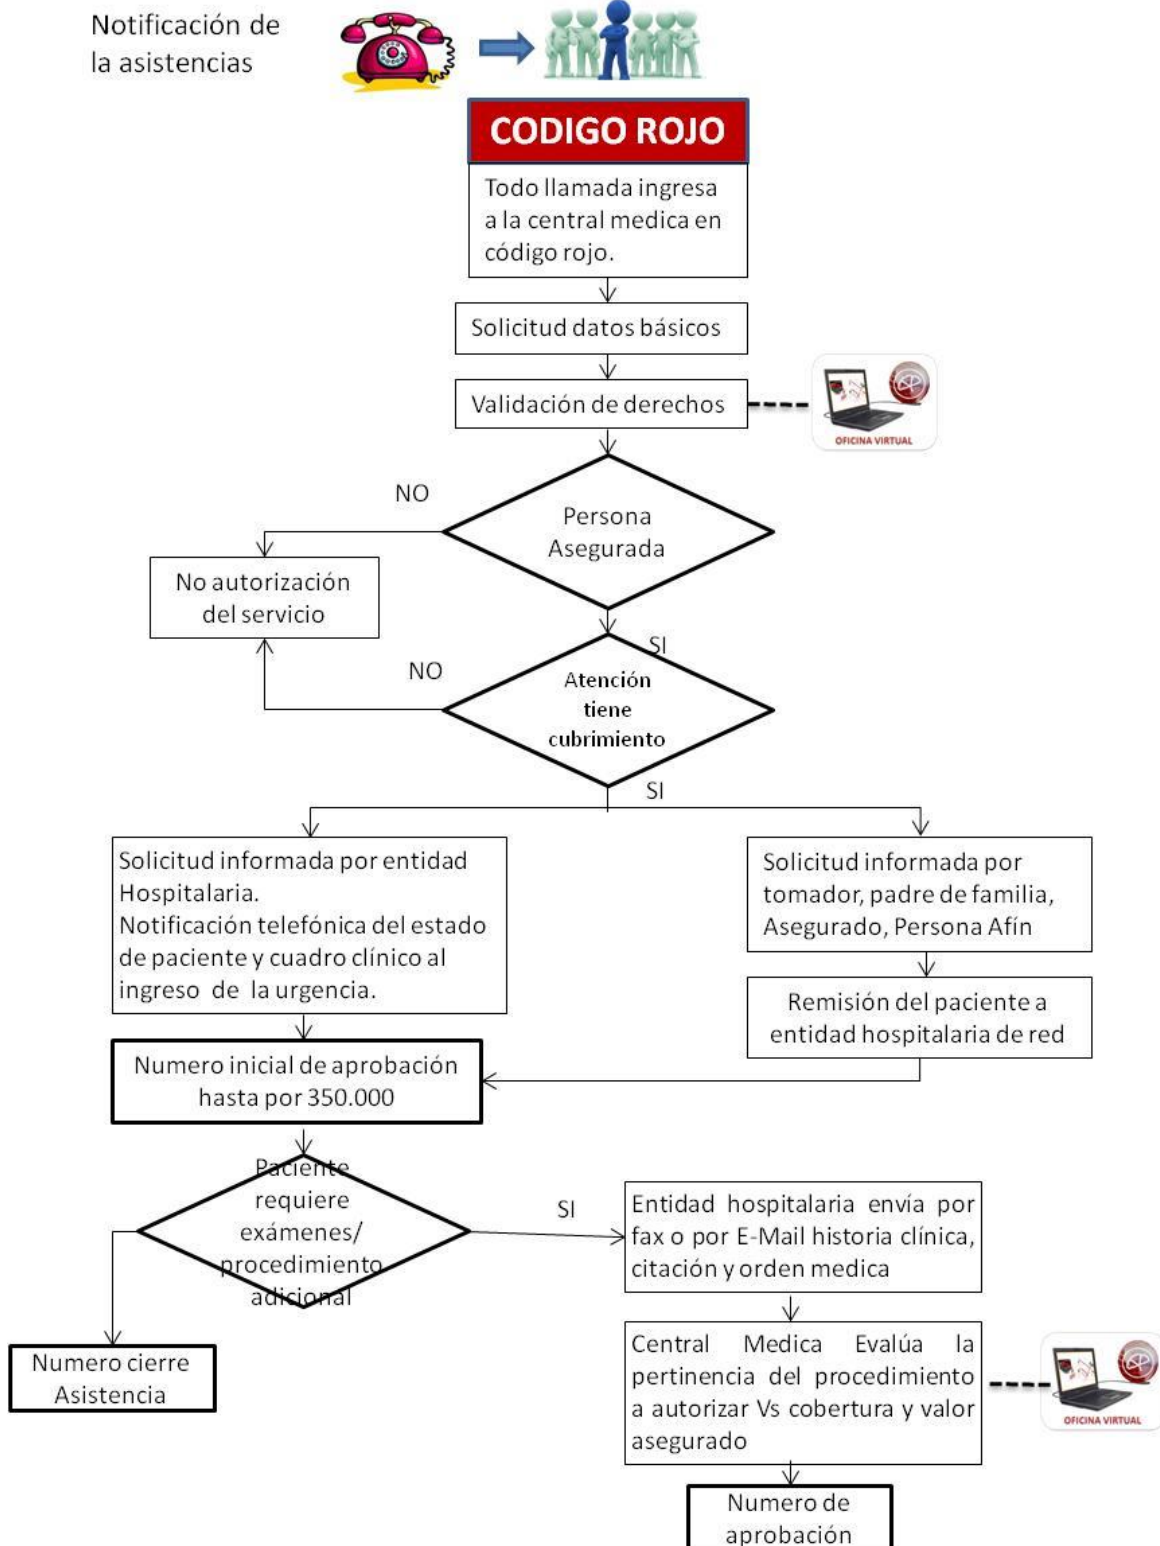 Notificación de
la asistencias
CODIGO ROJO
Todo llamada ingresa
a la central medica en
código rojo.
Solicitud datos básicos
Validación de derechos
OFICINA VIRTUAL
NO
Persona
Asegurada
No autorización
del servicio
SI
NO
Atención
tiene
cubrimiento
SI
Solicitud informada por entidad
Hospitalaria.
Notificación telefónica del estado
de paciente y cuadro clínico al
ingreso de la urgencia.
Solicitud informada por
tomador, padre de familia,
Asegurado, Persona Afín
Remisión del paciente a
entidad hospitalaria de red
Numero inicial de aprobación
hasta por 350.000
Paciente
requiere
exámenes/
procedimiento
adicional
SI
Entidad hospitalaria envía por
fax o por E-Mail historia clínica,
citación y orden medica
Numero cierre
Asistencia
Central Medica Evalúa la
pertinencia del procedimiento
a autorizar Vs cobertura y valor
asegurado
OFICINA VIRTUAL
Numero de
aprobación